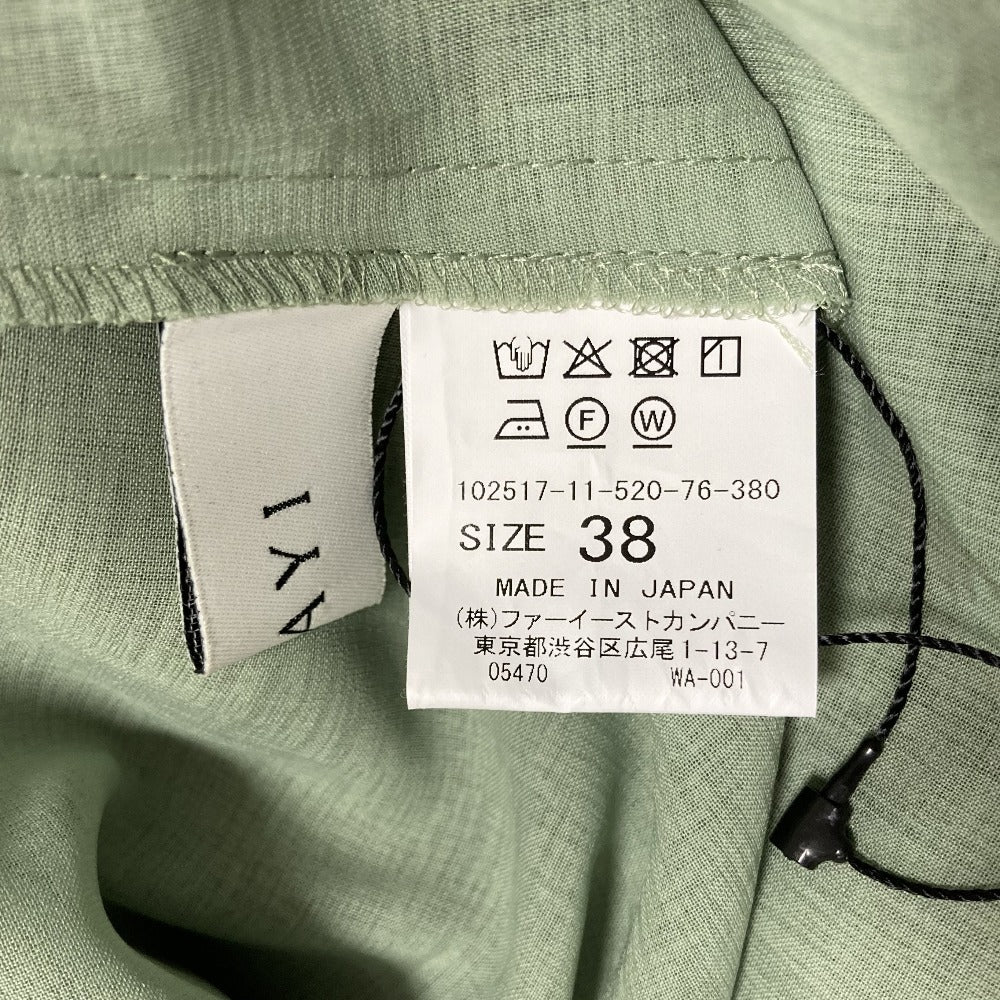 AYI
F W
102517-11-520-76-380
SIZE 38
MADE IN JAPAN
(株)ファーイーストカンパニー
東京都渋谷区広尾1-13-7
05470 WA-001